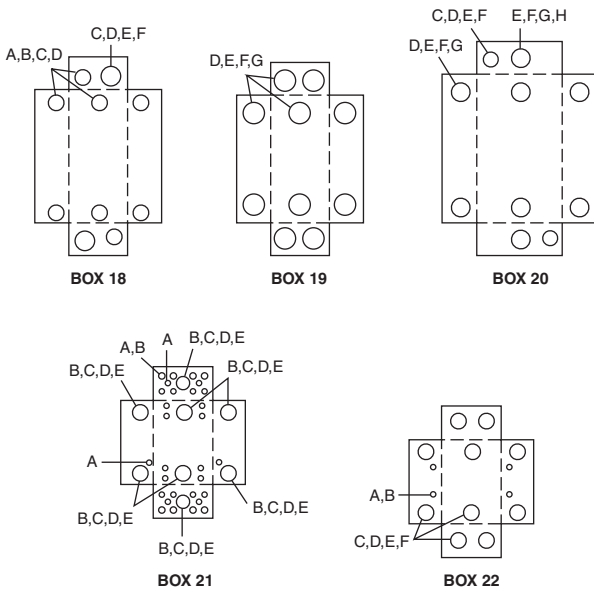 C,D,E,F
A,B,C,D
BOX 18
D,E,F,G
BOX 19
C,D,E,F
E,F,G,H
D,E,F,G
BOX 20
A
B,C,D,E
A,B
B,C,D,E
B,C,D,E
A
B,C,D,E
B,C,D,E
B,C,D,E
BOX 21
A,B
C,D,E,F
BOX 22